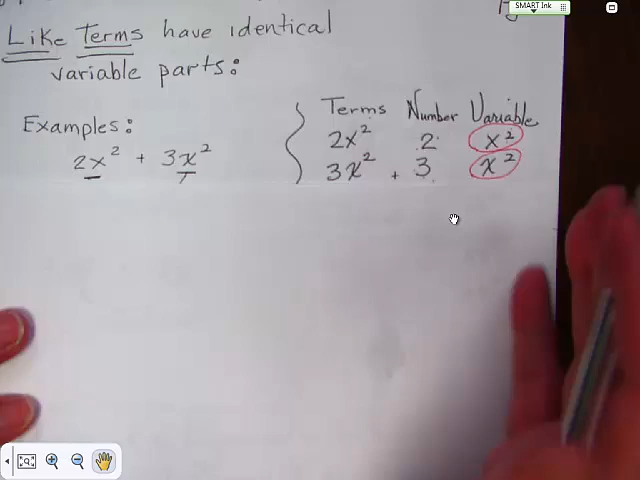 SMART Ink
Like Terms have identical
variable parts:
Examples:
2x² + 3x²
Terms Number Variable
2x² 2 x²
3x² + 3 x²